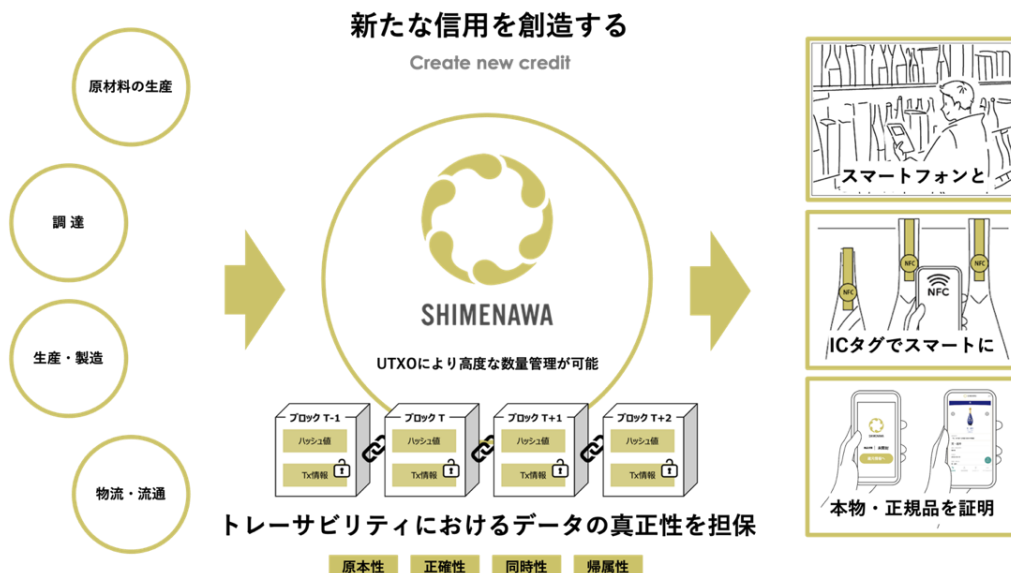 新たな信用を創造する
Create new credit
原材料の生産
調 達
生産・製造
物流・流通
SHIMENAWA
UTXOにより高度な数量管理が可能
ブロック T-1
ハッシュ値
Tx情報
ブロック T
ハッシュ値
Tx情報
ブロック T+1
ハッシュ値
Tx情報
ブロック T+2
ハッシュ値
Tx情報
トレーサビリティにおけるデータの真正性を担保
原本性
正確性
同時性
帰属性
スマートフォンと
NFC
NFC
NFC
NFC
ICタグでスマートに
SHIMENAWA
本物・正規品を証明